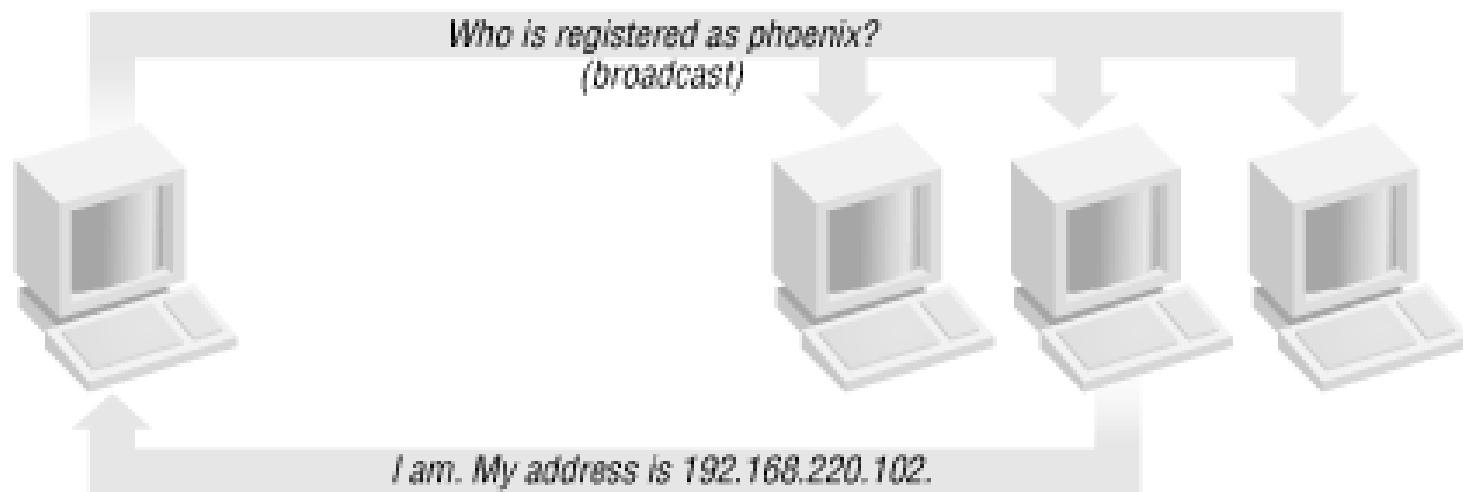 Who is registered as phoenix?
(broadcast)
I am. My address is 192.168.220.102.